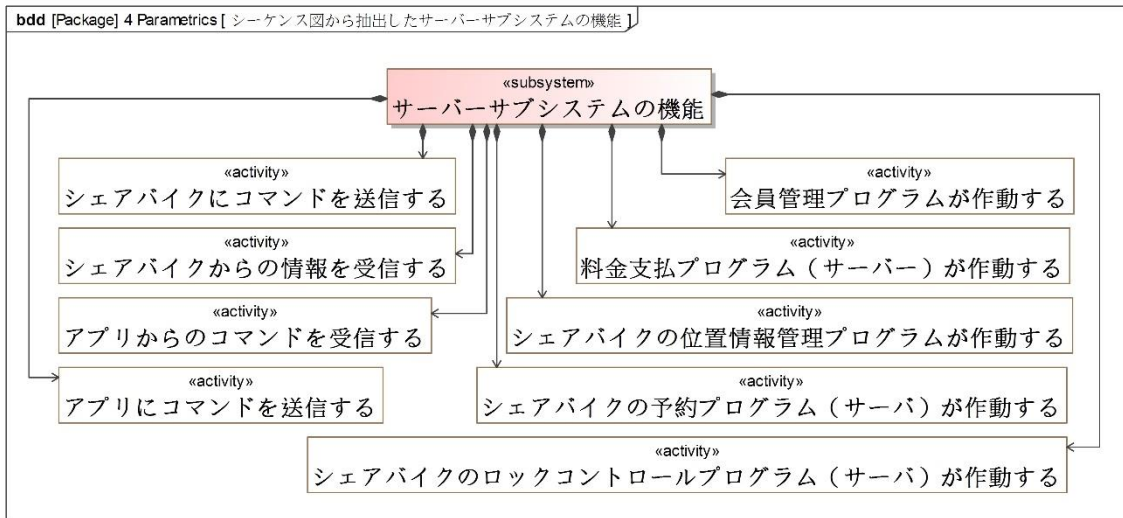 bdd [Package] 4 Parametrics [ シーケンス図から抽出したサーバーサブシステムの機能 ]
«subsystem»
サーバーサブシステムの機能
«activity»
シェアバイクにコマンドを送信する
«activity»
会員管理プログラムが作動する
«activity»
シェアバイクからの情報を受信する
«activity»
料金支払プログラム（サーバー）が作動する
«activity»
アプリからのコマンドを受信する
«activity»
シェアバイクの位置情報管理プログラムが作動する
«activity»
アプリにコマンドを送信する
«activity»
シェアバイクの予約プログラム（サーバ）が作動する
«activity»
シェアバイクのロックコントロールプログラム（サーバ）が作動する